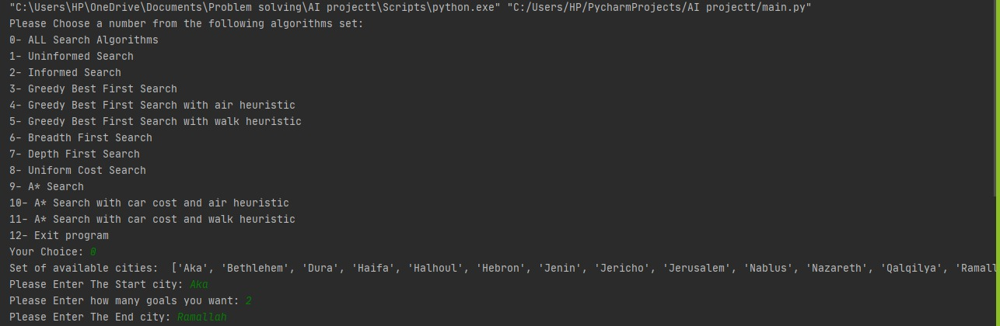 "C:\Users\HP\OneDrive\Documents\Problem solving\AI projectt\Scripts\python.exe" "C:/Users/HP/PycharmProjects/AI projectt/main.py"
Please Choose a number from the following algorithms set:
0- ALL Search Algorithms
1- Uninformed Search
2- Informed Search
3- Greedy Best First Search
4- Greedy Best First Search with air heuristic
5- Greedy Best First Search with walk heuristic
6- Breadth First Search
7- Depth First Search
8- Uniform Cost Search
9- A* Search
10- A* Search with car cost and air heuristic
11- A* Search with car cost and walk heuristic
12- Exit program
Your Choice: 0
Set of available cities:  ['Aka', 'Bethlehem', 'Dura', 'Haifa', 'Halhoul', 'Hebron', 'Jenin', 'Jericho', 'Jerusalem', 'Nablus', 'Nazareth', 'Qalqilya', 'Ramall
Please Enter The Start city: Aka
Please Enter how many goals you want: 2
Please Enter The End city: Ramallah